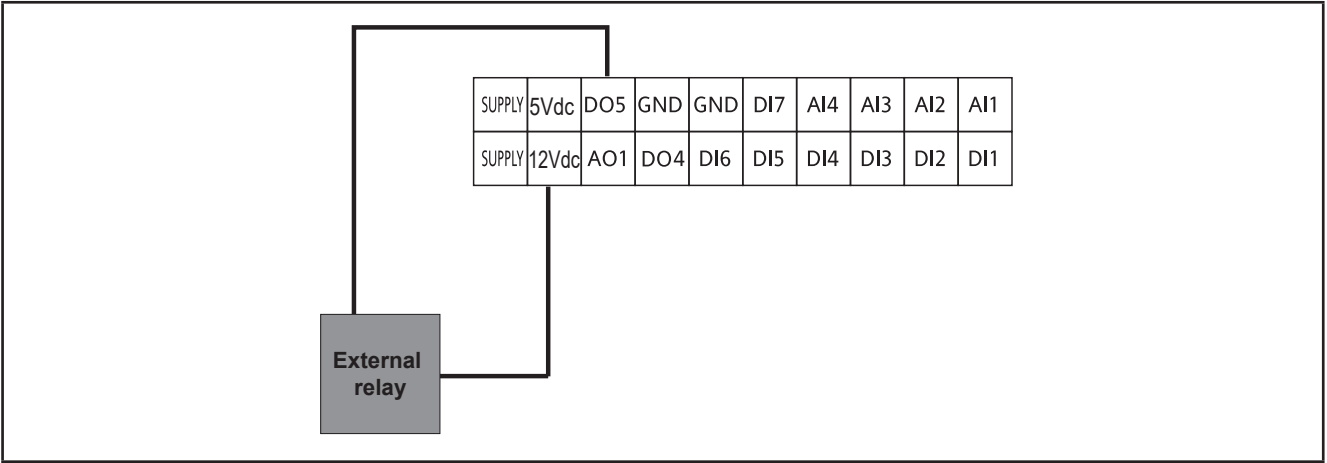 SUPPLY 5Vdc DO5 GND GND DI7 AI4 AI3 AI2 AI1
SUPPLY 12Vdc AO1 DO4 DI6 DI5 DI4 DI3 DI2 DI1
External
relay